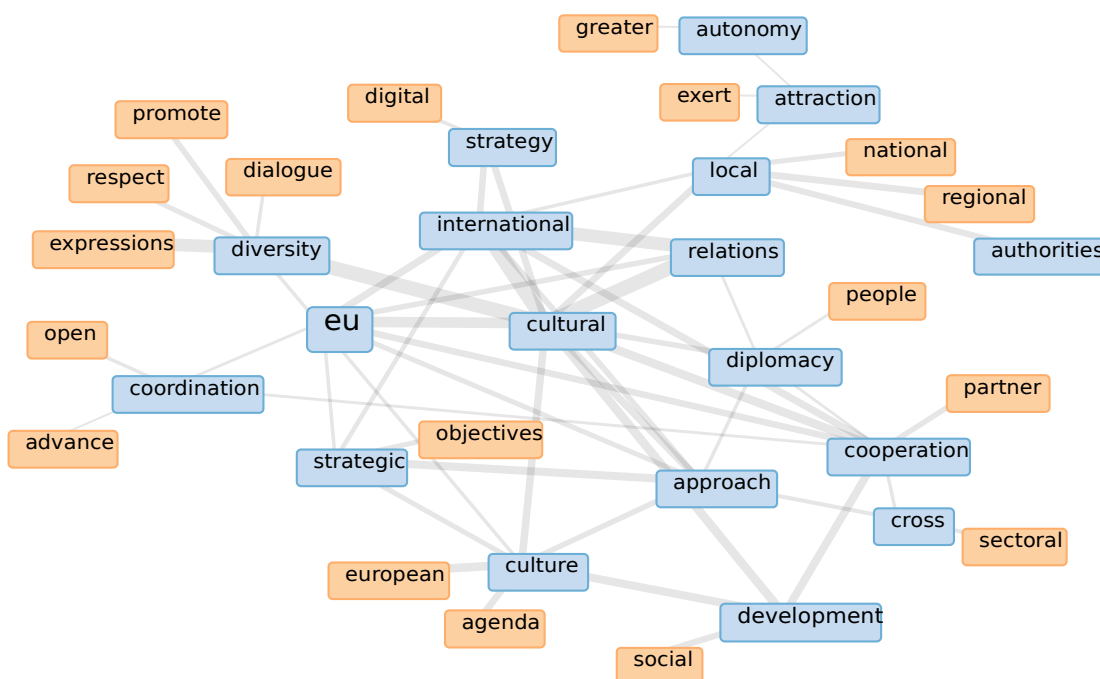 greater
autonomy
digital
exert
attraction
promote
strategy
national
respect
dialogue
local
regional
international
expressions
diversity
relations
authorities
people
eu
cultural
open
diplomacy
coordination
partner
advance
objectives
strategic
cooperation
approach
cross
sectoral
european
culture
agenda
development
social